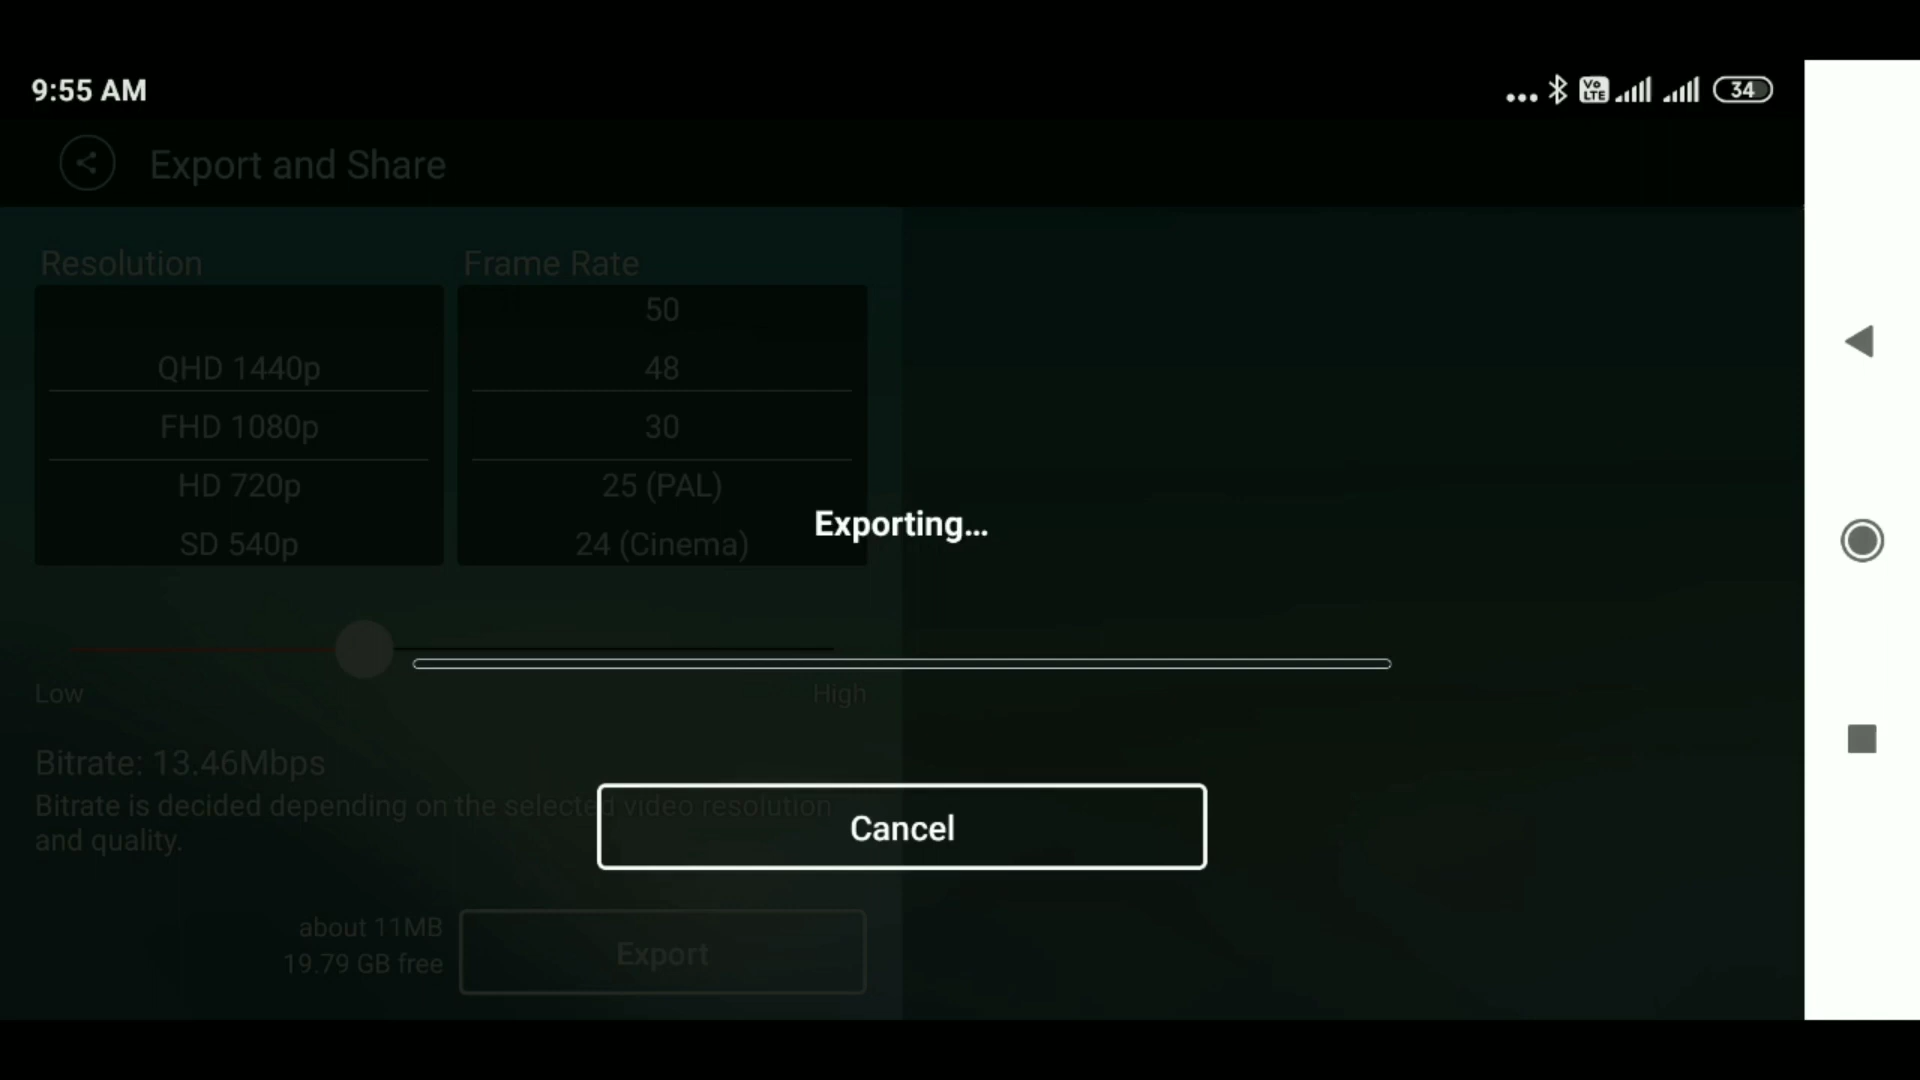 9:55 AM
Vo LTE
34
Export and Share
Resolution
Frame Rate
50
QHD 1440p
48
FHD 1080p
30
HD 720p
25 (PAL)
SD 540p
24 (Cinema)
Exporting...
Low
High
Bitrate: 13.46Mbps
Bitrate is decided depending on the selected video resolution
and quality.
Cancel
about 11MB
19.79 GB free
Export